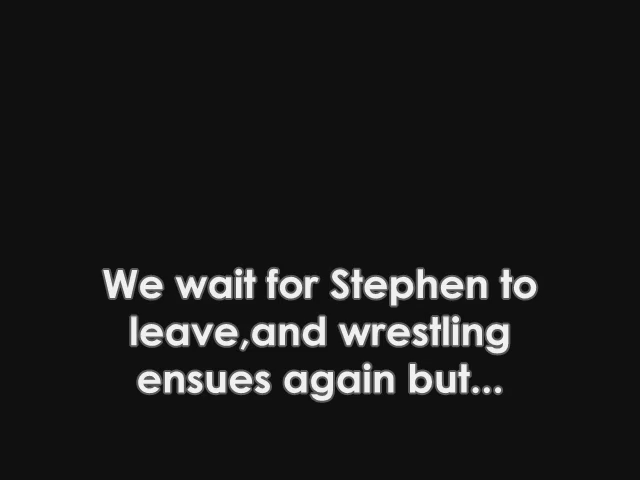 We wait for Stephen to
leave,and wrestling
ensues again but...